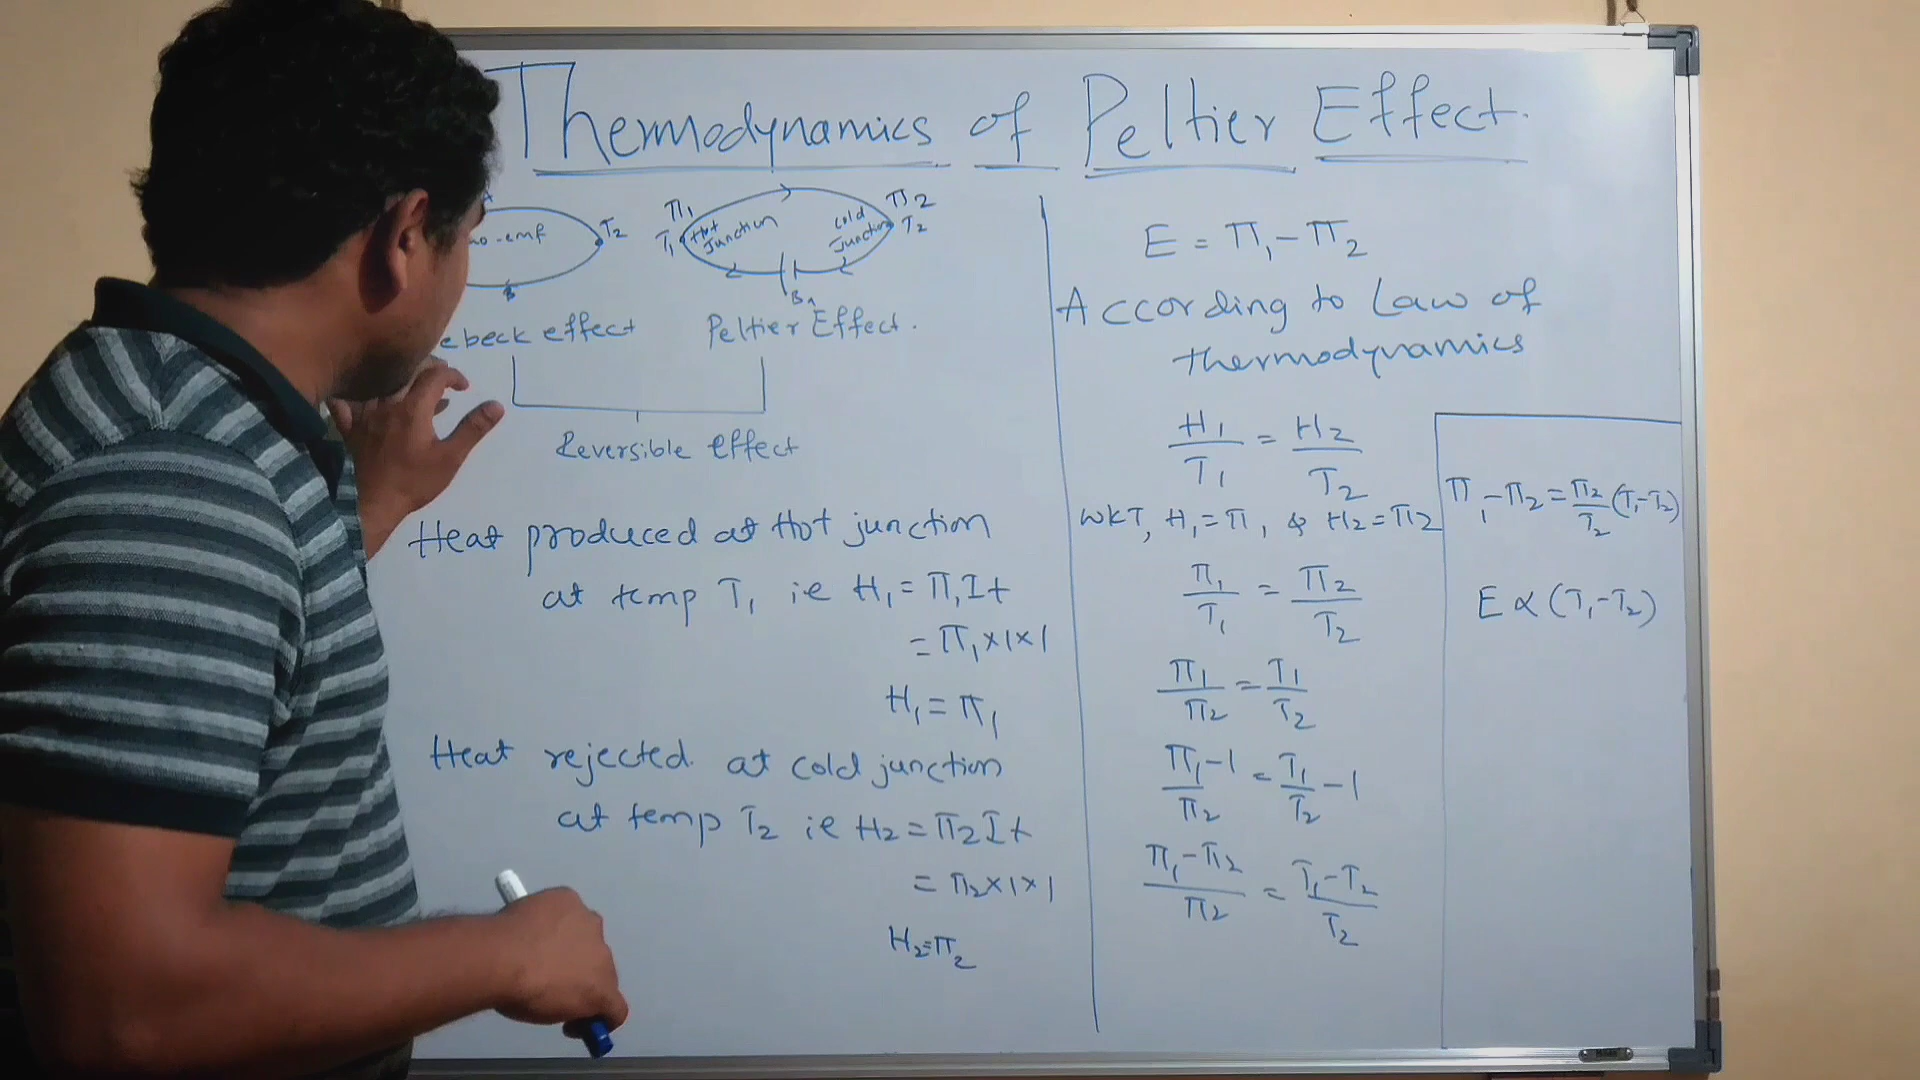 Thermodynamics of Peltier Effect.
A
mo-emf
T2
B
ebeck effect
π1
T1
Hot
Junction
cold
Junction
π2
T2
B
Peltier Effect.
Reversible effect
Heat produced at Hot junction
at temp T1 ie H1 = π1It
= π1×1×1
H1 = π1
Heat rejected. at cold junction
at temp T2 ie H2 = π2It
= π2×1×1
H2=π2
E = π1 - π2
According to Law of
thermodynamics
H1/T1 = H2/T2
WKT, H1 = π1 & H2 = π2
π1/T1 = π2/T2
π1/π2 = T1/T2
π1/π2 - 1 = T1/T2 - 1
π1-π2/π2 = T1-T2/T2
π1-π2 = π2/T2 (T1-T2)
E ∝ (T1-T2)